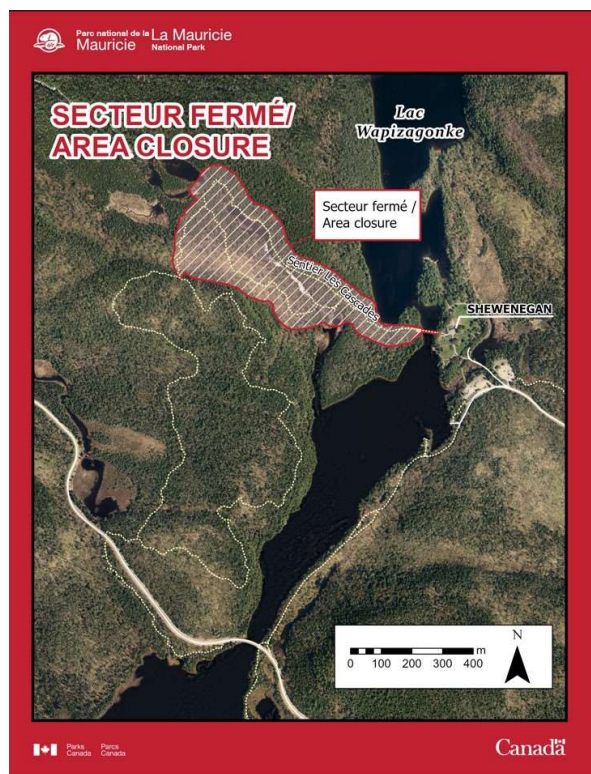 Parc national de la Mauricie
La Mauricie National Park
SECTEUR FERMÉ/
AREA CLOSURE
Lac
Wapizagonke
Secteur fermé /
Area closure
Sentier Les Cascades
SHEWENEGAN
N
m
0 100 200 300 400
Parks Canada
Parcs Canada
Canada